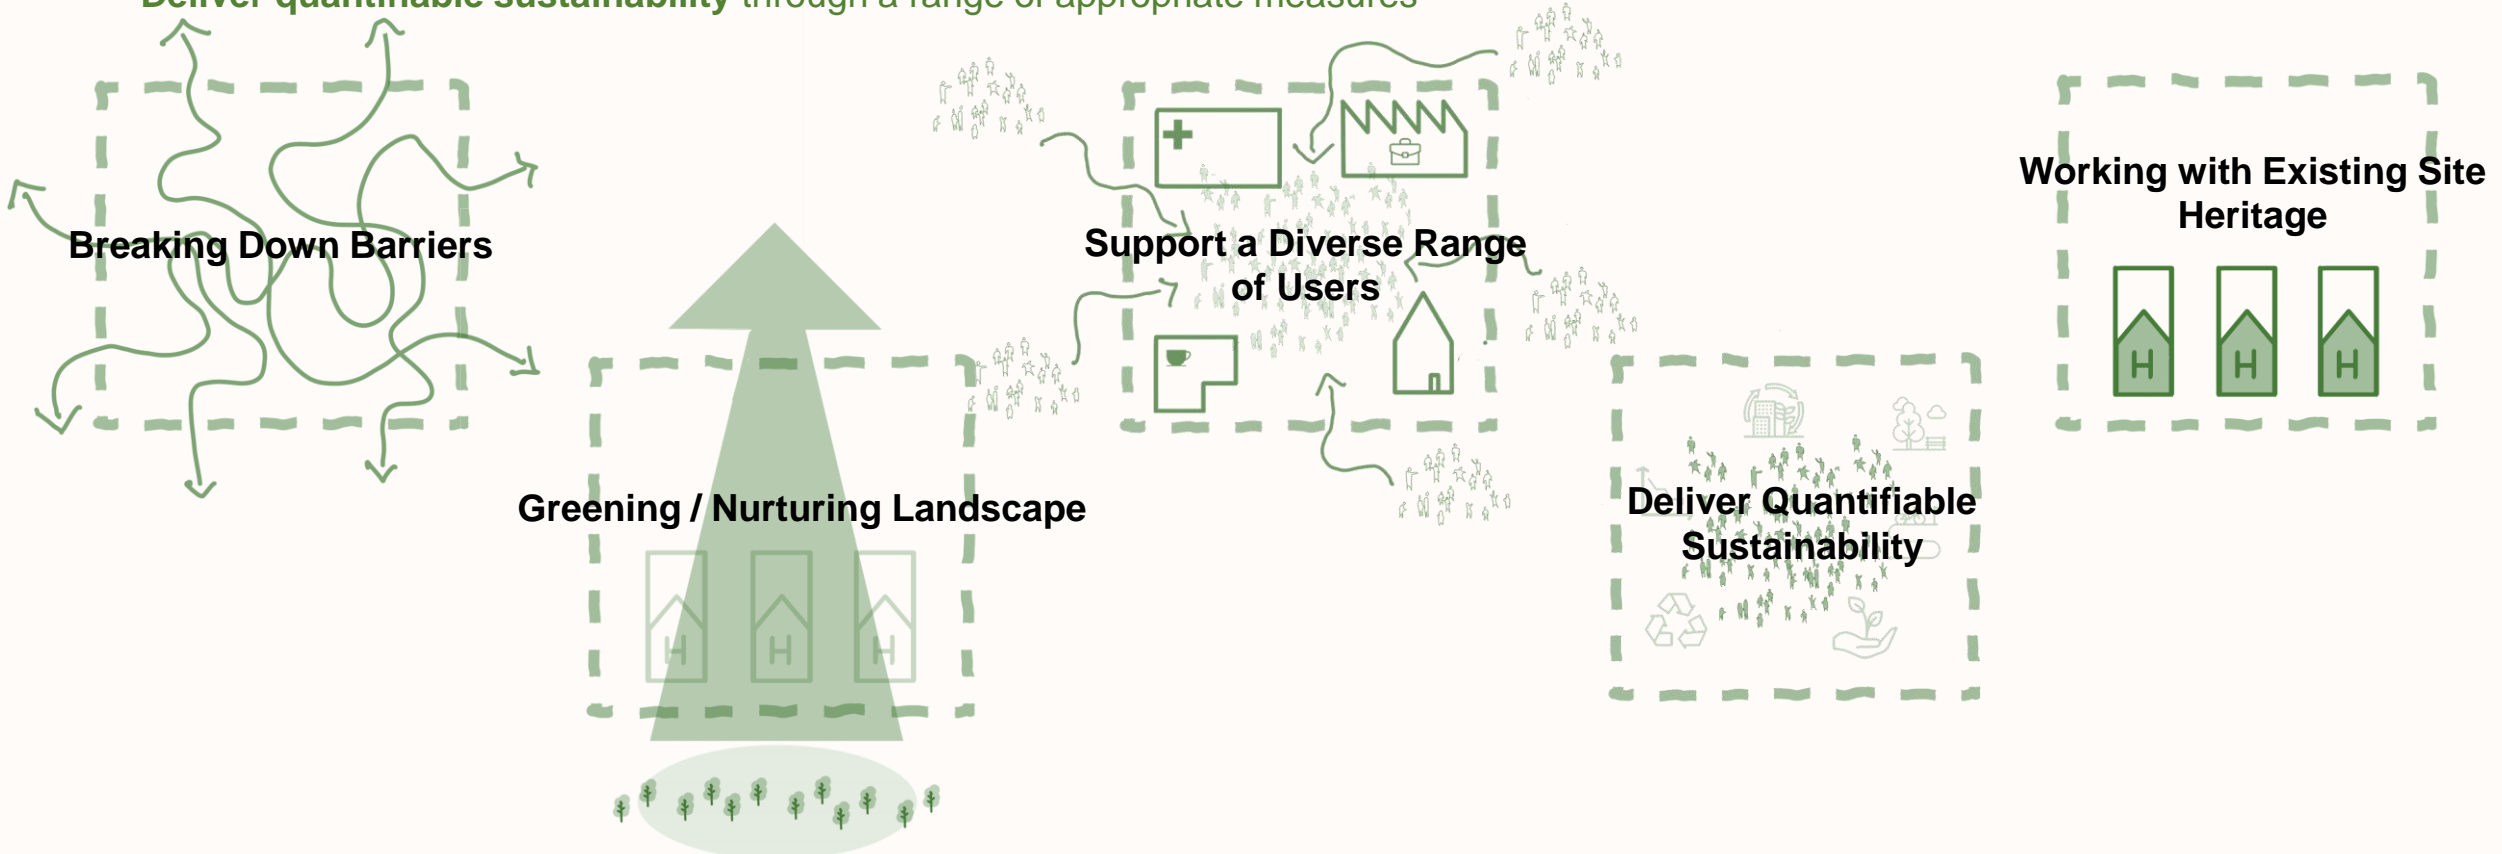 Deliver quantifiable sustainability through a range of appropriate measures
Breaking Down Barriers
Greening / Nurturing Landscape
H H H
Support a Diverse Range
of Users
Deliver Quantifiable
Sustainability
Working with Existing Site
Heritage
H H H